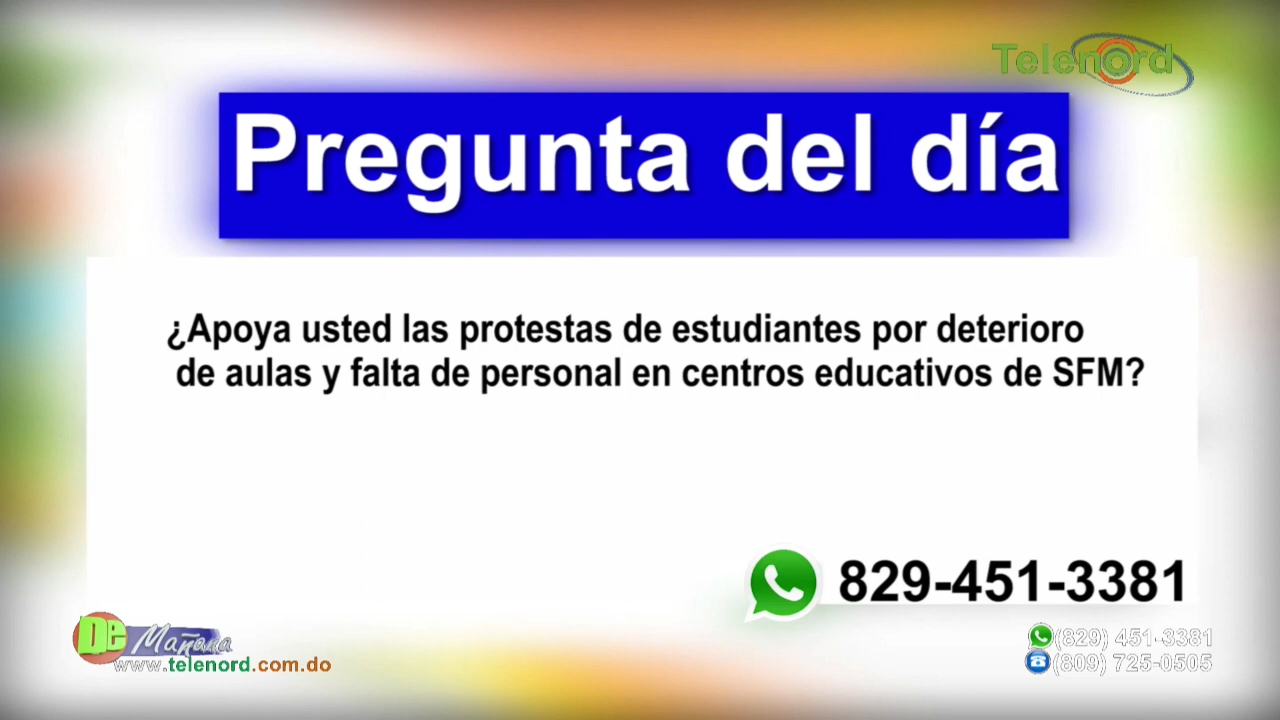 Telenord
Pregunta del día
¿Apoya usted las protestas de estudiantes por deterioro
de aulas y falta de personal en centros educativos de SFM?
829-451-3381
De Mañana
www.telenord.com.do
(829) 451-3381
(809) 725-0505